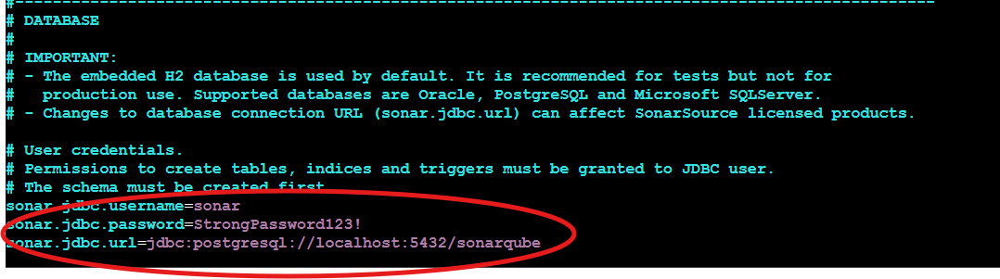 #---------------------------------------------------------------------------------------------------
# DATABASE
#
# IMPORTANT:
# - The embedded H2 database is used by default. It is recommended for tests but not for
#   production use. Supported databases are Oracle, PostgreSQL and Microsoft SQLServer.
# - Changes to database connection URL (sonar.jdbc.url) can affect SonarSource licensed products.

# User credentials.
# Permissions to create tables, indices and triggers must be granted to JDBC user.
# The schema must be created first
sonar.jdbc.username=sonar
sonar.jdbc.password=StrongPassword123!
sonar.jdbc.url=jdbc:postgresql://localhost:5432/sonarqube